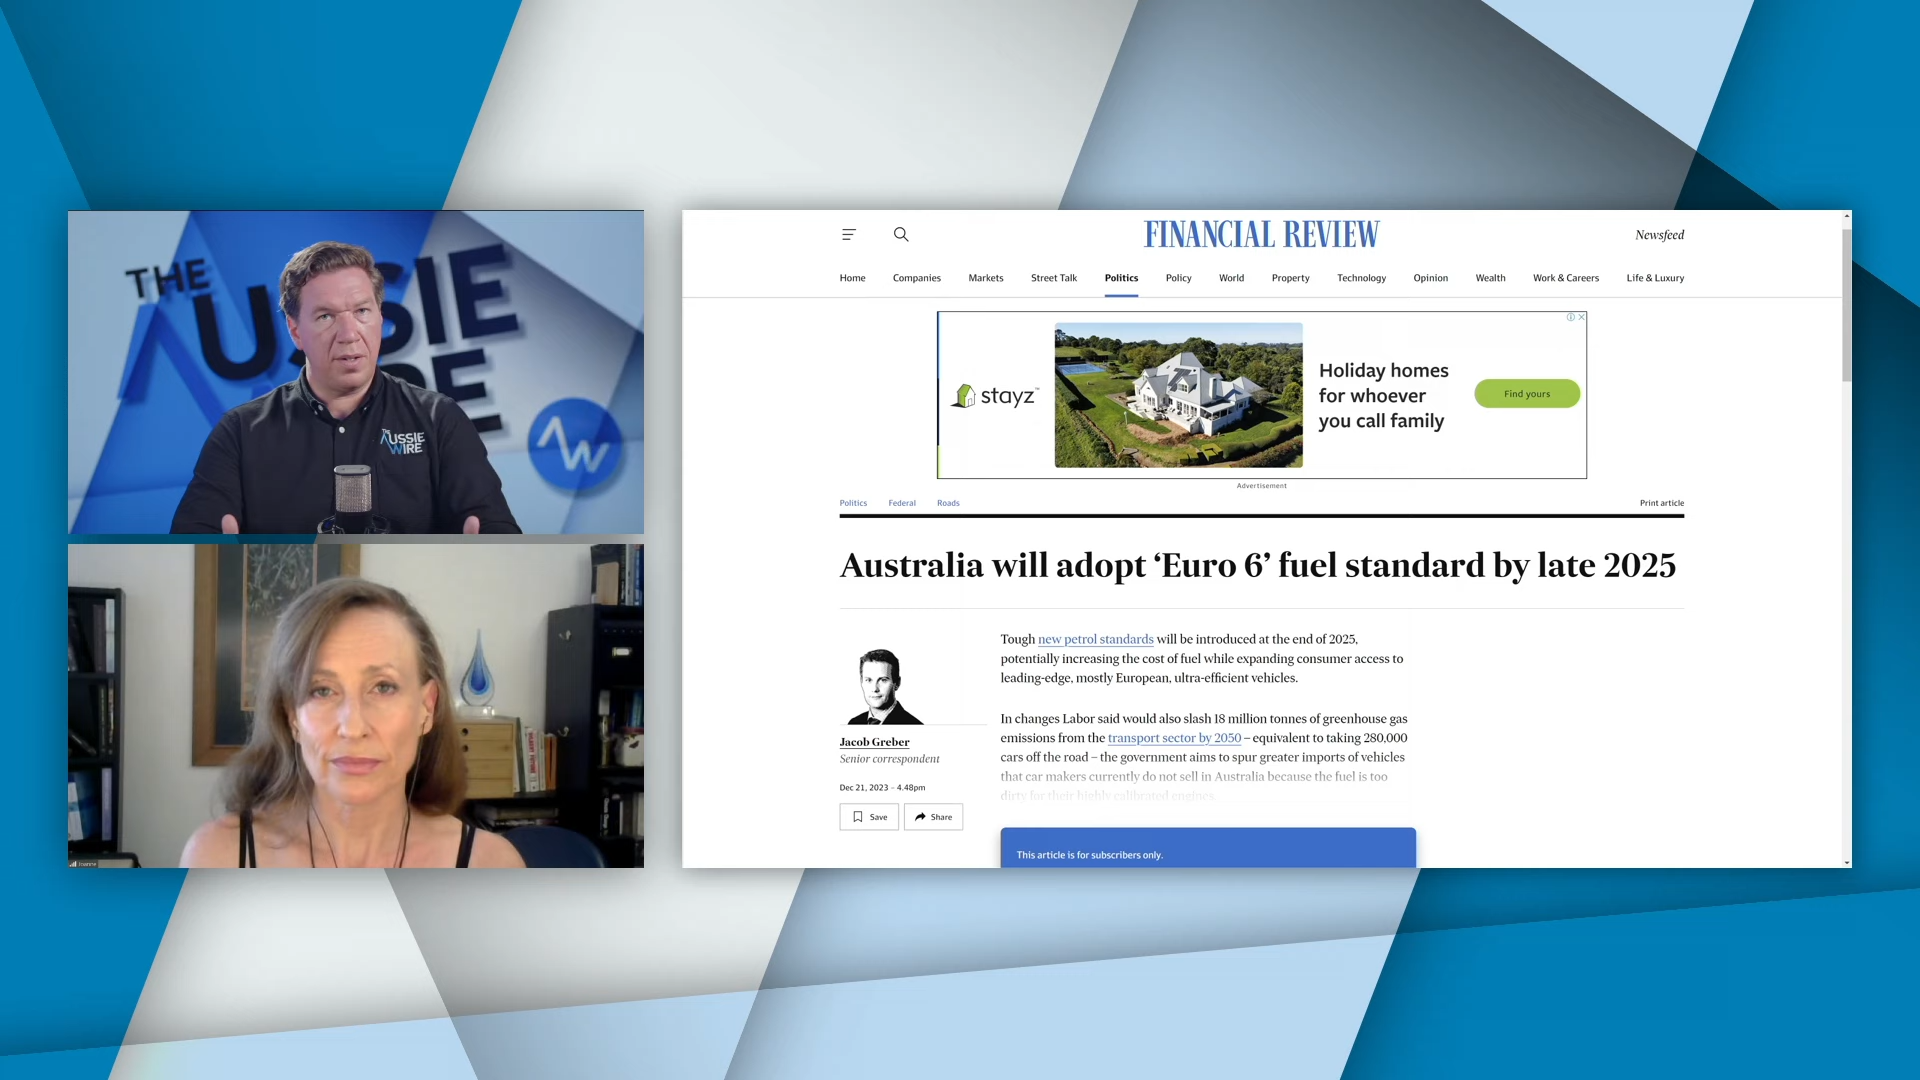 THE
AUSSIE
WIRE
AW
THE
AUSSIE
WIRE
FINANCIAL REVIEW
Newsfeed
Home Companies Markets Street Talk Politics Policy World Property Technology Opinion Wealth Work & Careers Life & Luxury
stayz™
Holiday homes
for whoever
you call family
Find yours
Advertisement
Politics Federal Roads
Print article
Australia will adopt ‘Euro 6’ fuel standard by late 2025
Jacob Greber
Senior correspondent
Dec 21, 2023 – 4.48pm
Save
Share
Tough new petrol standards will be introduced at the end of 2025,
potentially increasing the cost of fuel while expanding consumer access to
leading-edge, mostly European, ultra-efficient vehicles.
In changes Labor said would also slash 18 million tonnes of greenhouse gas
emissions from the transport sector by 2050 – equivalent to taking 280,000
cars off the road – the government aims to spur greater imports of vehicles
that car makers currently do not sell in Australia because the fuel is too
dirty for their highly calibrated engines.
This article is for subscribers only.